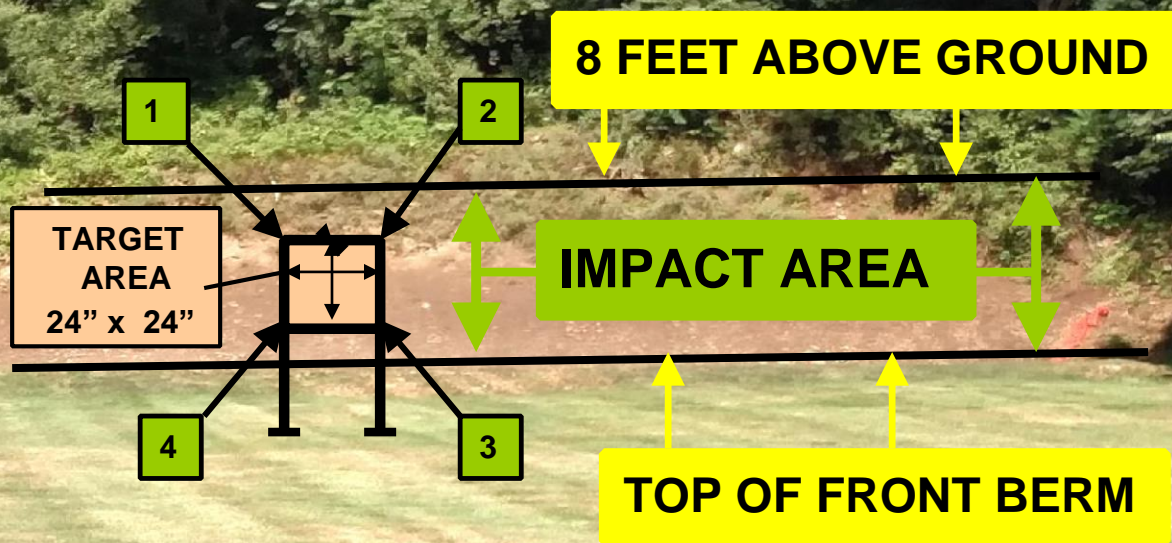 8 FEET ABOVE GROUND
1
2
TARGET
AREA
24” x 24”
IMPACT AREA
4
3
TOP OF FRONT BERM